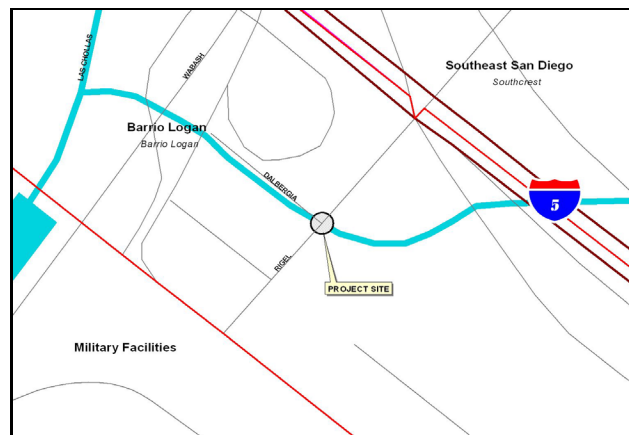 LAS CHOLLAS
WABASH
Southeast San Diego
Southcrest
Barrio Logan
Barrio Logan
DALBERGIA
5
RIGEL
PROJECT SITE
Military Facilities